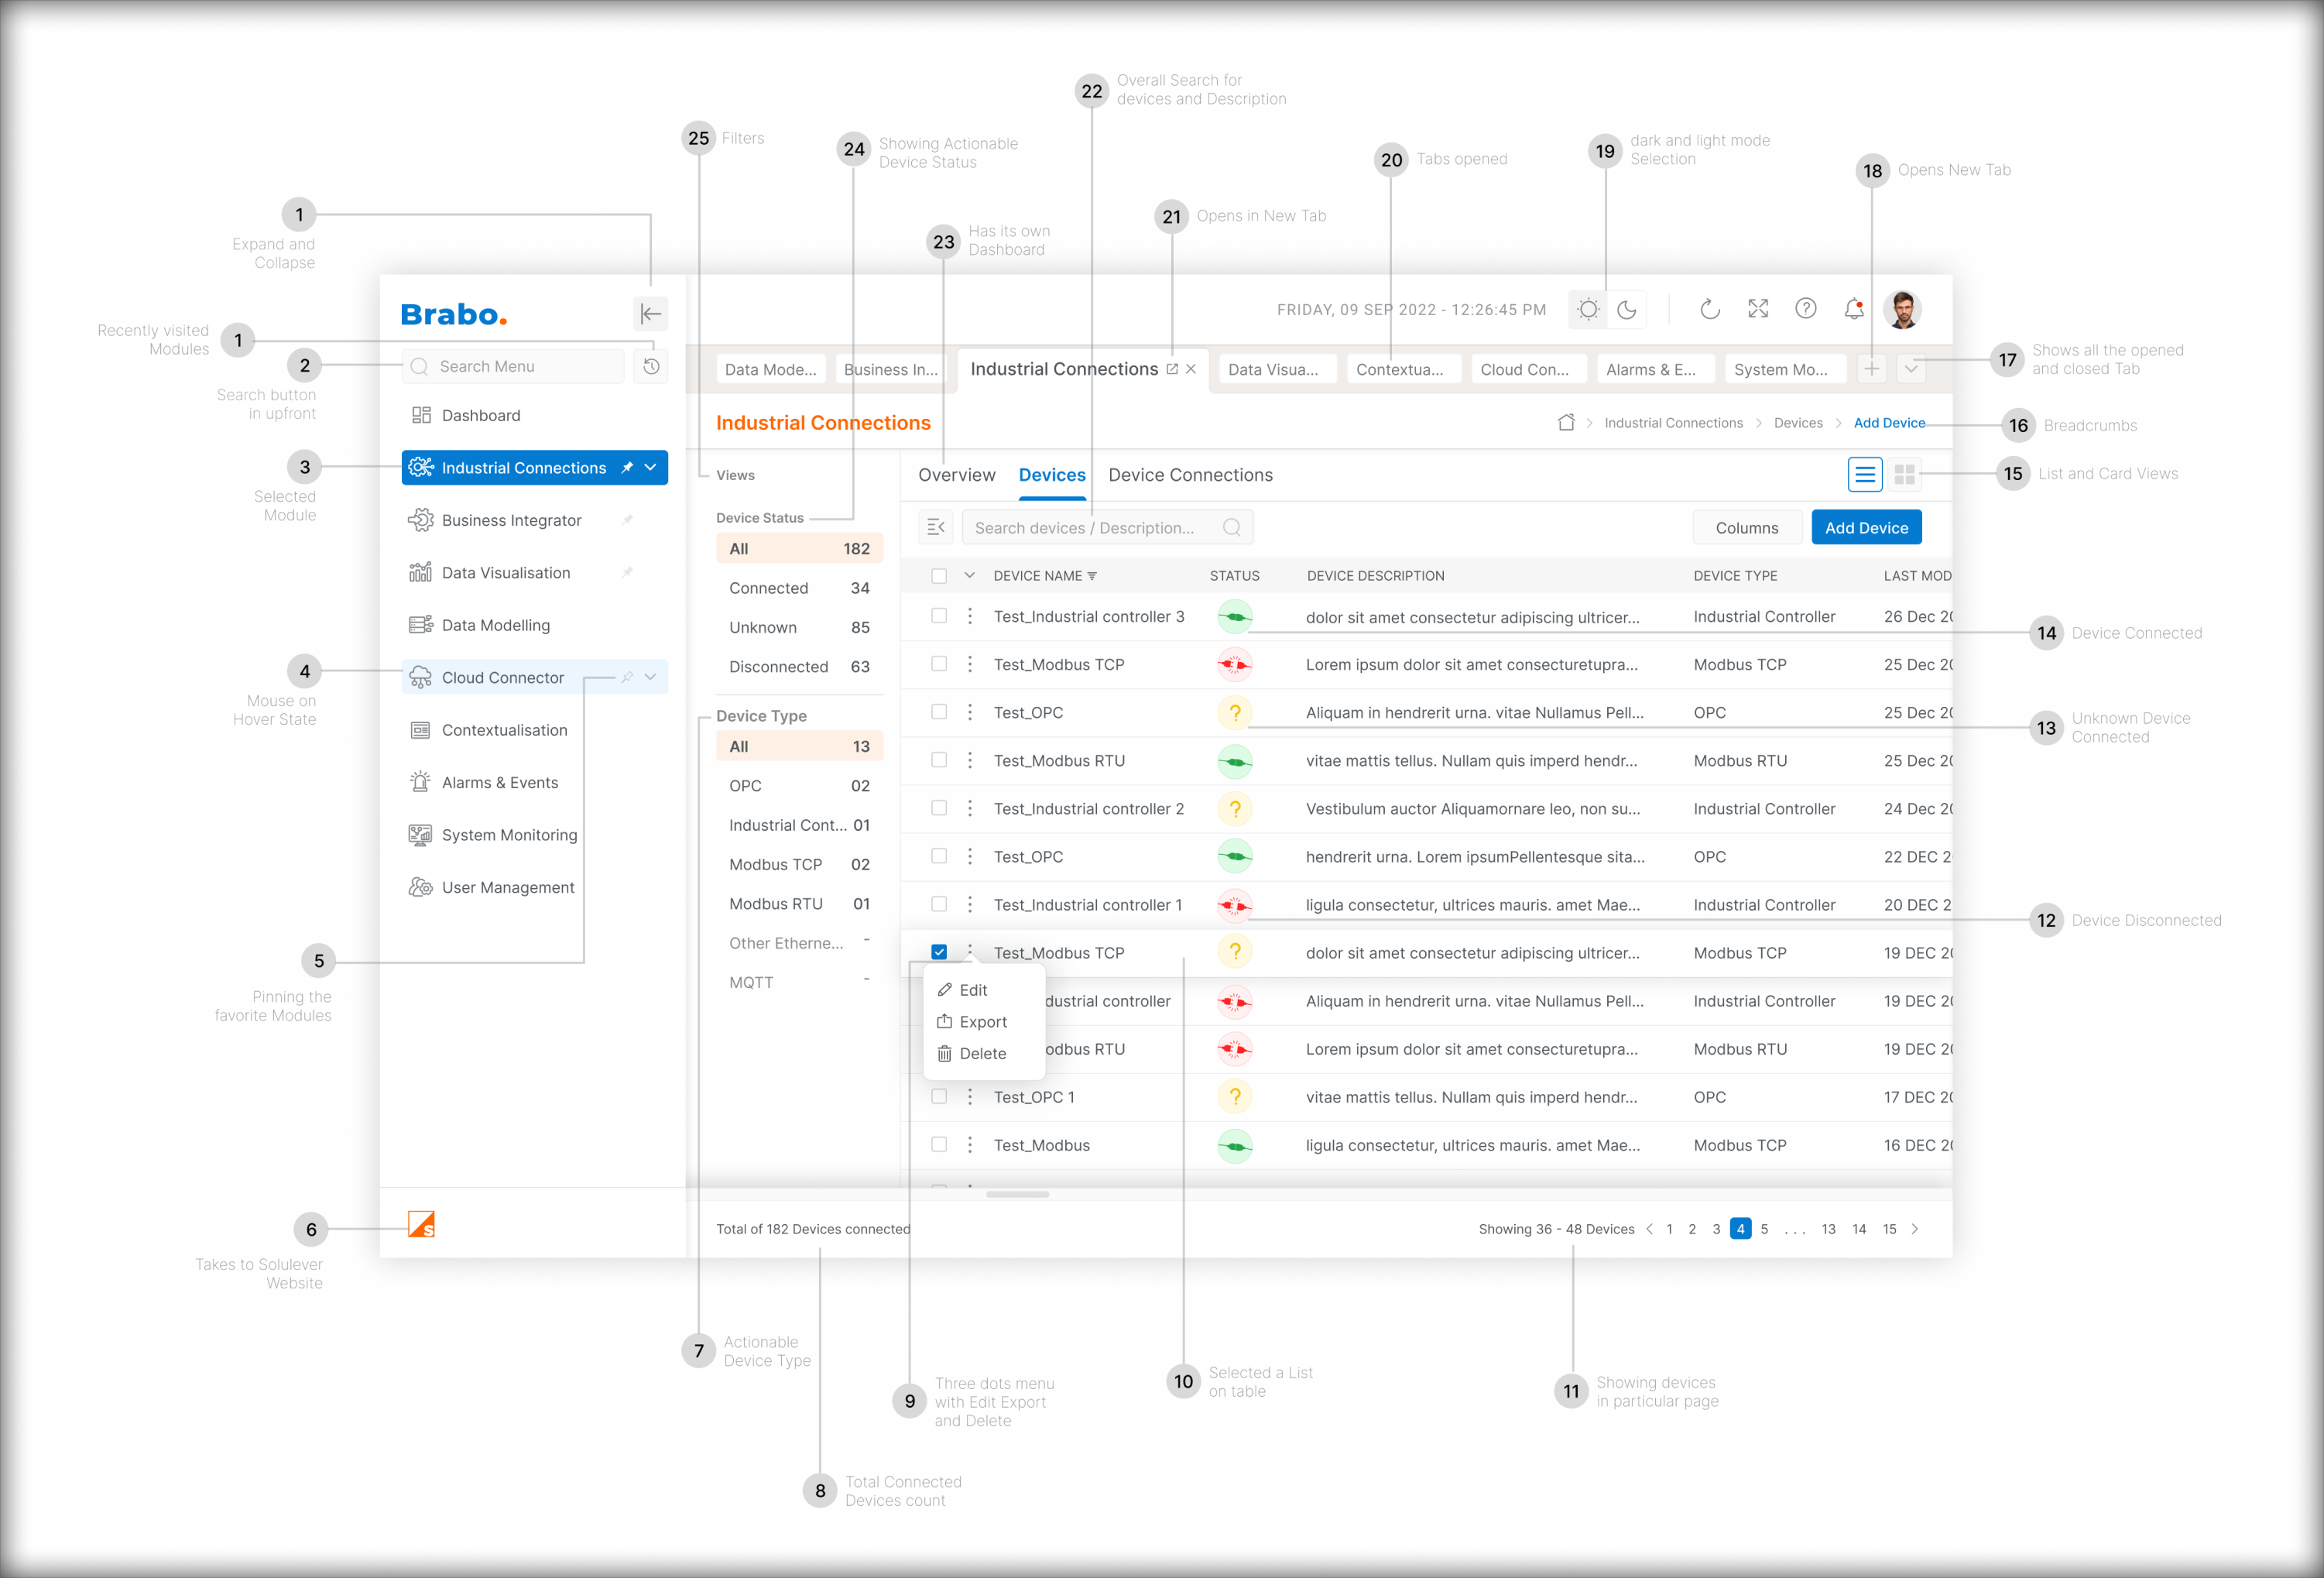 22
Overall Search for
devices and Description
25
Filters
24
Showing Actionable
Device Status
20
Tabs opened
19
dark and light mode
Selection
18
Opens New Tab
21
Opens in New Tab
23
Has its own
Dashboard
1
Expand and
Collapse
Recently visited
Modules
1
2
Search button
in upfront
3
Selected
Module
4
Mouse on
Hover State
5
Pinning the
favorite Modules
6
Takes to Solulever
Website
Brabo.
Search Menu
Dashboard
Industrial Connections
Business Integrator
Data Visualisation
Data Modelling
Cloud Connector
Contextualisation
Alarms & Events
System Monitoring
User Management
S
FRIDAY, 09 SEP 2022 - 12:26:45 PM
Data Mode...
Business In...
Industrial Connections
Data Visua...
Contextua...
Cloud Con...
Alarms & E...
System Mo...
17
Shows all the opened
and closed Tab
Industrial Connections
Industrial Connections > Devices > Add Device
16
Breadcrumbs
Views
Device Status
All 182
Connected 34
Unknown 85
Disconnected 63
Device Type
All 13
OPC 02
Industrial Cont... 01
Modbus TCP 02
Modbus RTU 01
Other Etherne... -
MQTT -
Overview
Devices
Device Connections
15
List and Card Views
Search devices / Description...
Columns
Add Device
DEVICE NAME STATUS DEVICE DESCRIPTION DEVICE TYPE LAST MOD
Test_Industrial controller 3 dolor sit amet consectetur adipiscing ultricer... Industrial Controller 26 Dec 20
14
Device Connected
Test_Modbus TCP Lorem ipsum dolor sit amet consecturetupra... Modbus TCP 25 Dec 20
Test_OPC ? Aliquam in hendrerit urna. vitae Nullamus Pell... OPC 25 Dec 20
13
Unknown Device
Connected
Test_Modbus RTU vitae mattis tellus. Nullam quis imperd hendr... Modbus RTU 25 Dec 20
Test_Industrial controller 2 ? Vestibulum auctor Aliquamornare leo, non su... Industrial Controller 24 Dec 20
Test_OPC hendrerit urna. Lorem ipsumPellentesque sita... OPC 22 DEC 2
Test_Industrial controller 1 ligula consectetur, ultrices mauris. amet Mae... Industrial Controller 20 DEC 2
12
Device Disconnected
Test_Modbus TCP ? dolor sit amet consectetur adipiscing ultricer... Modbus TCP 19 DEC 20
Edit
Export
Delete
dustrial controller Aliquam in hendrerit urna. vitae Nullamus Pell... Industrial Controller 19 DEC 20
odbus RTU Lorem ipsum dolor sit amet consecturetupra... Modbus RTU 19 DEC 20
Test_OPC 1 ? vitae mattis tellus. Nullam quis imperd hendr... OPC 17 DEC 20
Test_Modbus ligula consectetur, ultrices mauris. amet Mae... Modbus TCP 16 DEC 20
Total of 182 Devices connected
Showing 36 - 48 Devices < 1 2 3 4 5 ... 13 14 15 >
7
Actionable
Device Type
9
Three dots menu
with Edit Export
and Delete
10
Selected a List
on table
11
Showing devices
in particular page
8
Total Connected
Devices count